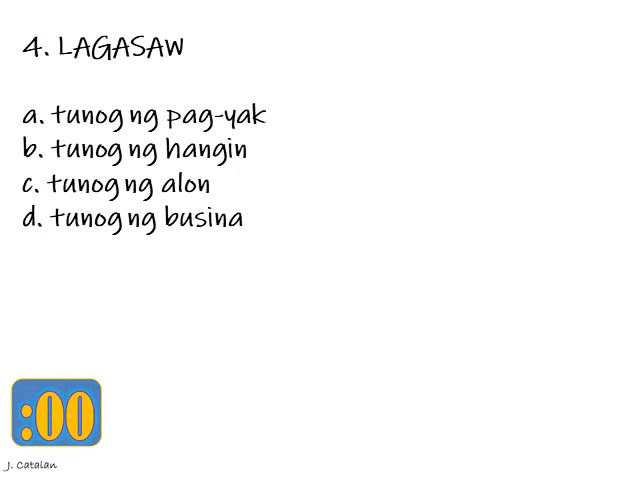 4. LAGASAW
a. tunog ng pag-yak
b. tunog ng hangin
c. tunog ng alon
d. tunog ng busina
:00
J. Catalan